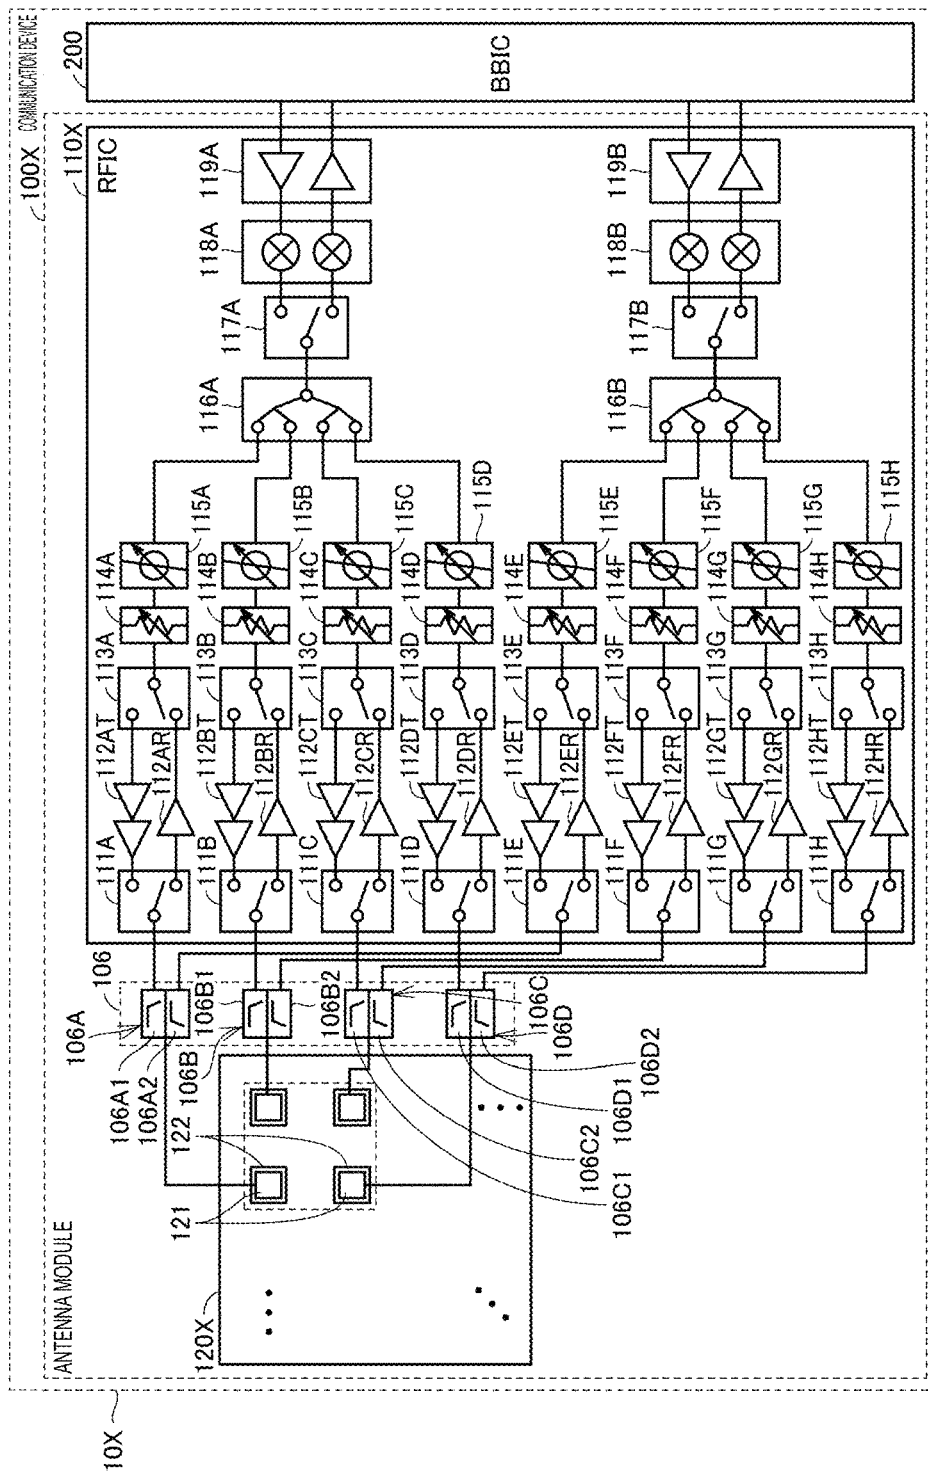 10X
COMMUNICATION DEVICE
100X
ANTENNA MODULE
200
BBIC
110X
RFIC
119A
119B
118A
118B
117A
117B
116A
116B
115A
115B
115C
115D
115E
115F
115G
115H
114A
114B
114C
114D
114E
114F
114G
114H
113A
113B
113C
113D
113E
113F
113G
113H
112AT
112AR
112BT
112BR
112CT
112CR
112DT
112DR
112ET
112ER
112FT
112FR
112GT
112GR
112HT
112HR
111A
111B
111C
111D
111E
111F
111G
111H
106
106A
106A1
106A2
106B1
106B
106B2
106C
106D
106D2
106D1
106C2
106C1
122
121
120X